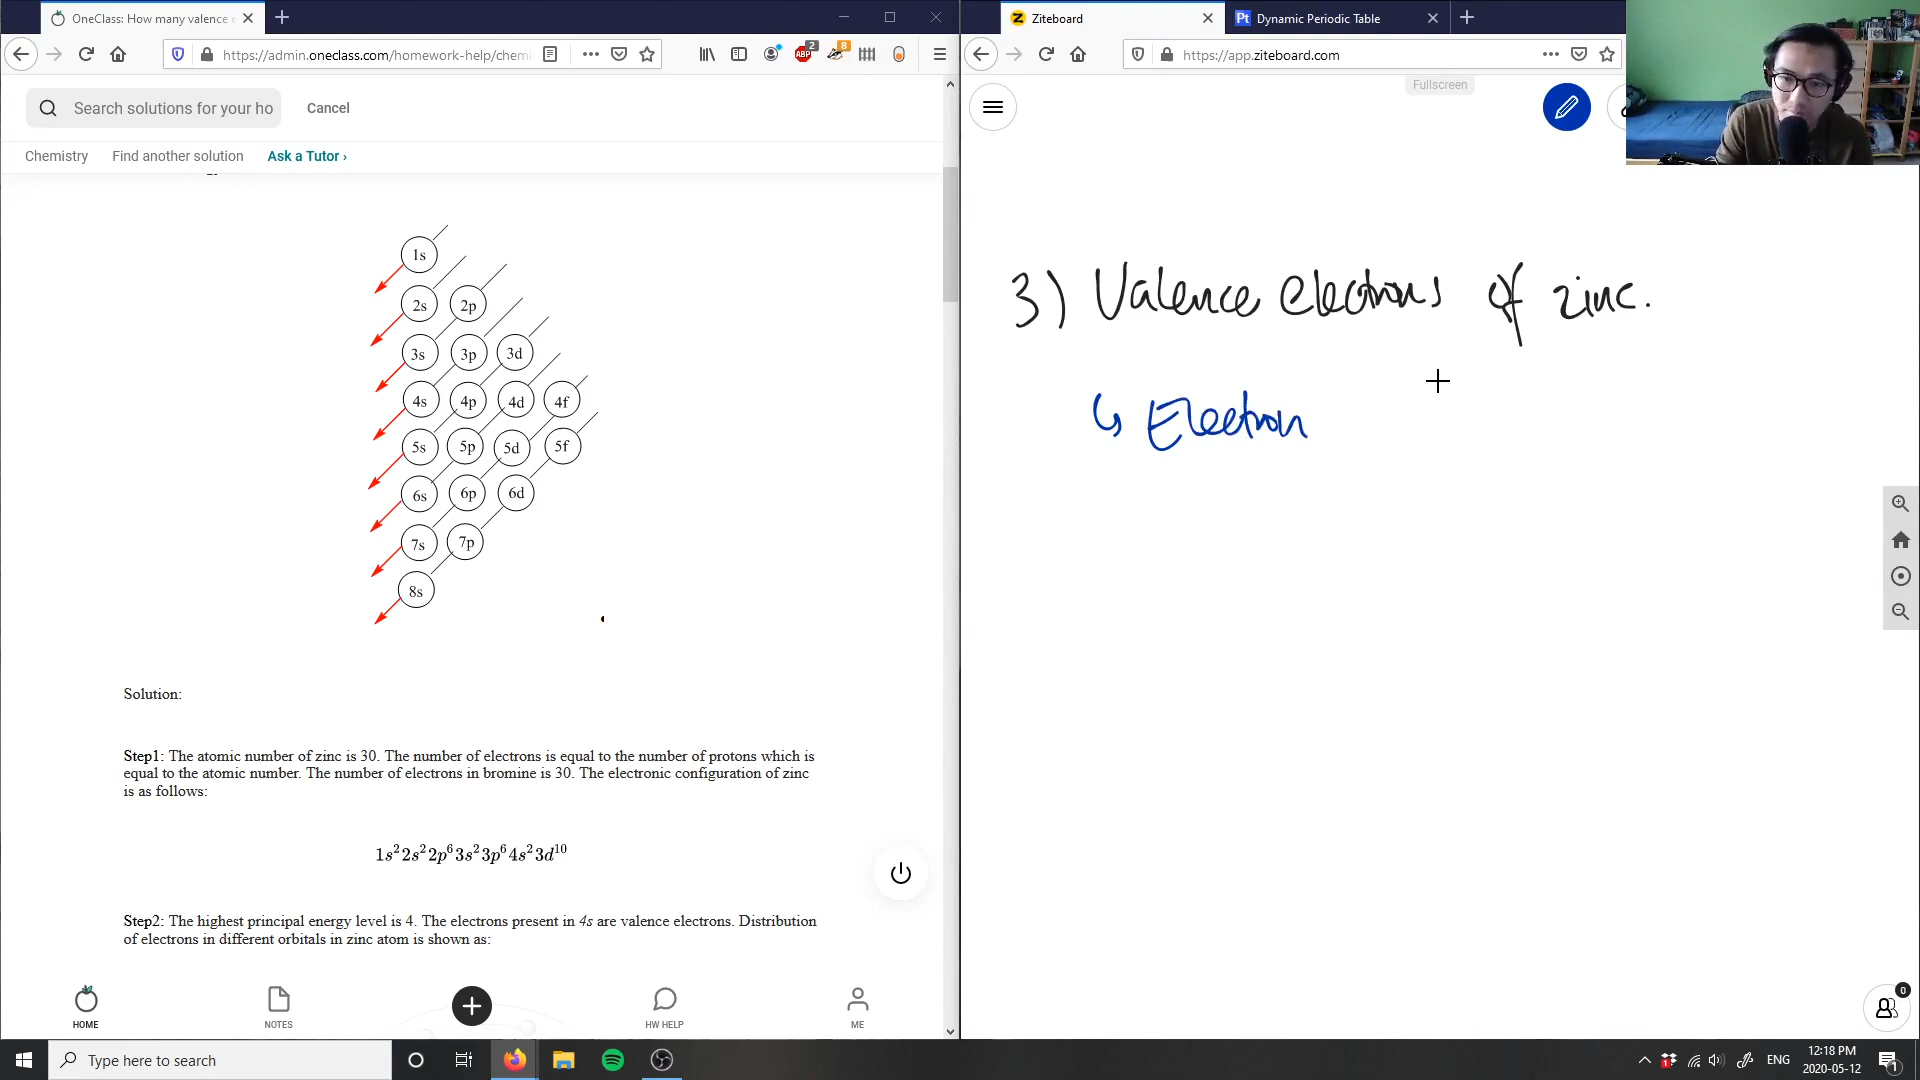 OneClass: How many valence e
Ziteboard
Dynamic Periodic Table
https://admin.oneclass.com/homework-help/chemi
2
8
https://app.ziteboard.com
Search solutions for your ho
Cancel
Fullscreen
Chemistry
Find another solution
Ask a Tutor ›
1s
2s 2p
3s 3p 3d
4s 4p 4d 4f
5s 5p 5d 5f
6s 6p 6d
7s 7p
8s
3) Valence electrons of zinc.
↳ Electron
Solution:
Step1: The atomic number of zinc is 30. The number of electrons is equal to the number of protons which is
equal to the atomic number. The number of electrons in bromine is 30. The electronic configuration of zinc
is as follows:
1s²2s²2p⁶3s²3p⁶4s²3d¹⁰
Step2: The highest principal energy level is 4. The electrons present in 4s are valence electrons. Distribution
of electrons in different orbitals in zinc atom is shown as:
HOME
NOTES
HW HELP
ME
0
Type here to search
ENG
12:18 PM
2020-05-12
1